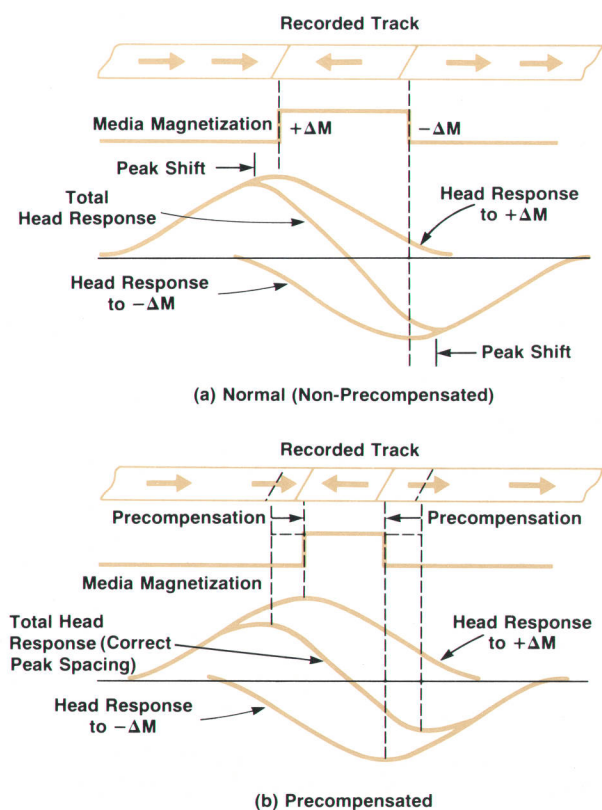 Recorded Track
Media Magnetization
+ΔM
−ΔM
Peak Shift
Total
Head Response
Head Response
to +ΔM
Head Response
to −ΔM
Peak Shift
(a) Normal (Non-Precompensated)
Recorded Track
Precompensation
Precompensation
Media Magnetization
Total Head
Response (Correct
Peak Spacing)
Head Response
to +ΔM
Head Response
to −ΔM
(b) Precompensated